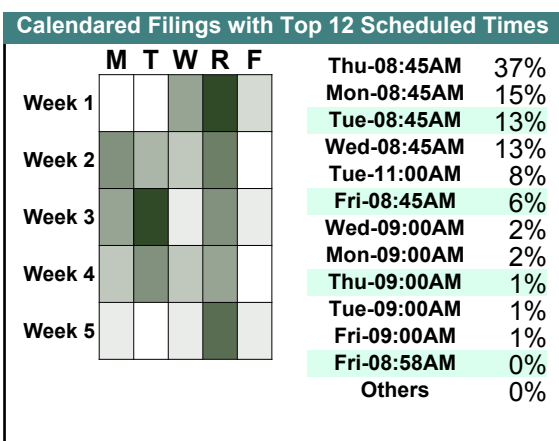 Calendared Filings with Top 12 Scheduled Times
M T W R F
Week 1
Week 2
Week 3
Week 4
Week 5
Thu-08:45AM 37%
Mon-08:45AM 15%
Tue-08:45AM 13%
Wed-08:45AM 13%
Tue-11:00AM 8%
Fri-08:45AM 6%
Wed-09:00AM 2%
Mon-09:00AM 2%
Thu-09:00AM 1%
Tue-09:00AM 1%
Fri-09:00AM 1%
Fri-08:58AM 0%
Others 0%